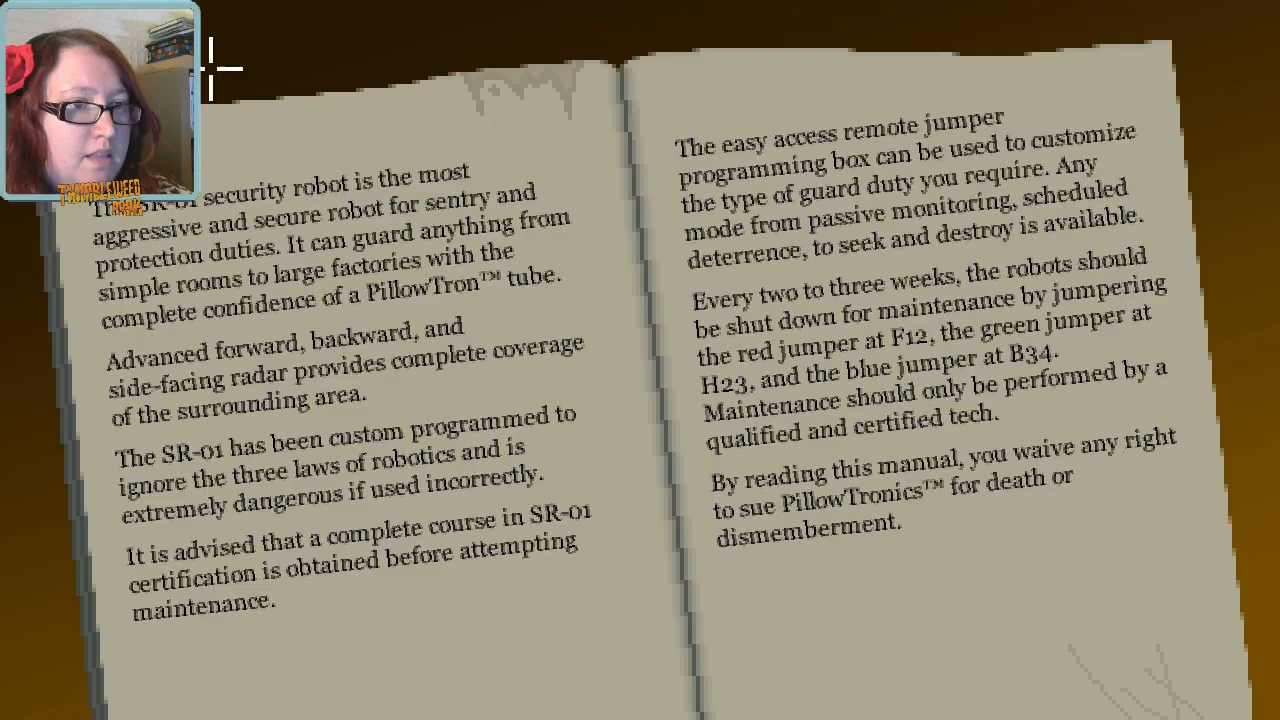 THIMBLEWEED
PARK
The SR-01 security robot is the most
aggressive and secure robot for sentry and
protection duties. It can guard anything from
simple rooms to large factories with the
complete confidence of a PillowTron™ tube.
Advanced forward, backward, and
side-facing radar provides complete coverage
of the surrounding area.
The SR-01 has been custom programmed to
ignore the three laws of robotics and is
extremely dangerous if used incorrectly.
It is advised that a complete course in SR-01
certification is obtained before attempting
maintenance.
The easy access remote jumper
programming box can be used to customize
the type of guard duty you require. Any
mode from passive monitoring, scheduled
deterrence, to seek and destroy is available.
Every two to three weeks, the robots should
be shut down for maintenance by jumpering
the red jumper at F12, the green jumper at
H23, and the blue jumper at B34.
Maintenance should only be performed by a
qualified and certified tech.
By reading this manual, you waive any right
to sue PillowTronics™ for death or
dismemberment.